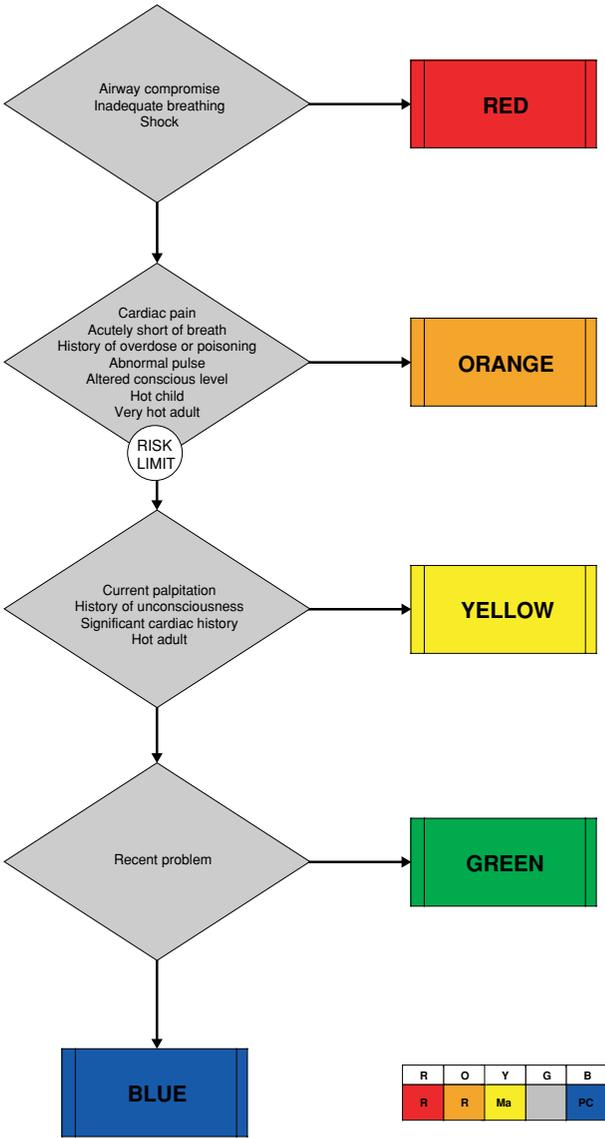 Airway compromise
Inadequate breathing
Shock
RED
Cardiac pain
Acutely short of breath
History of overdose or poisoning
Abnormal pulse
Altered conscious level
Hot child
Very hot adult
ORANGE
RISK
LIMIT
Current palpitation
History of unconsciousness
Significant cardiac history
Hot adult
YELLOW
Recent problem
GREEN
BLUE
R O Y G B
R R Ma PC